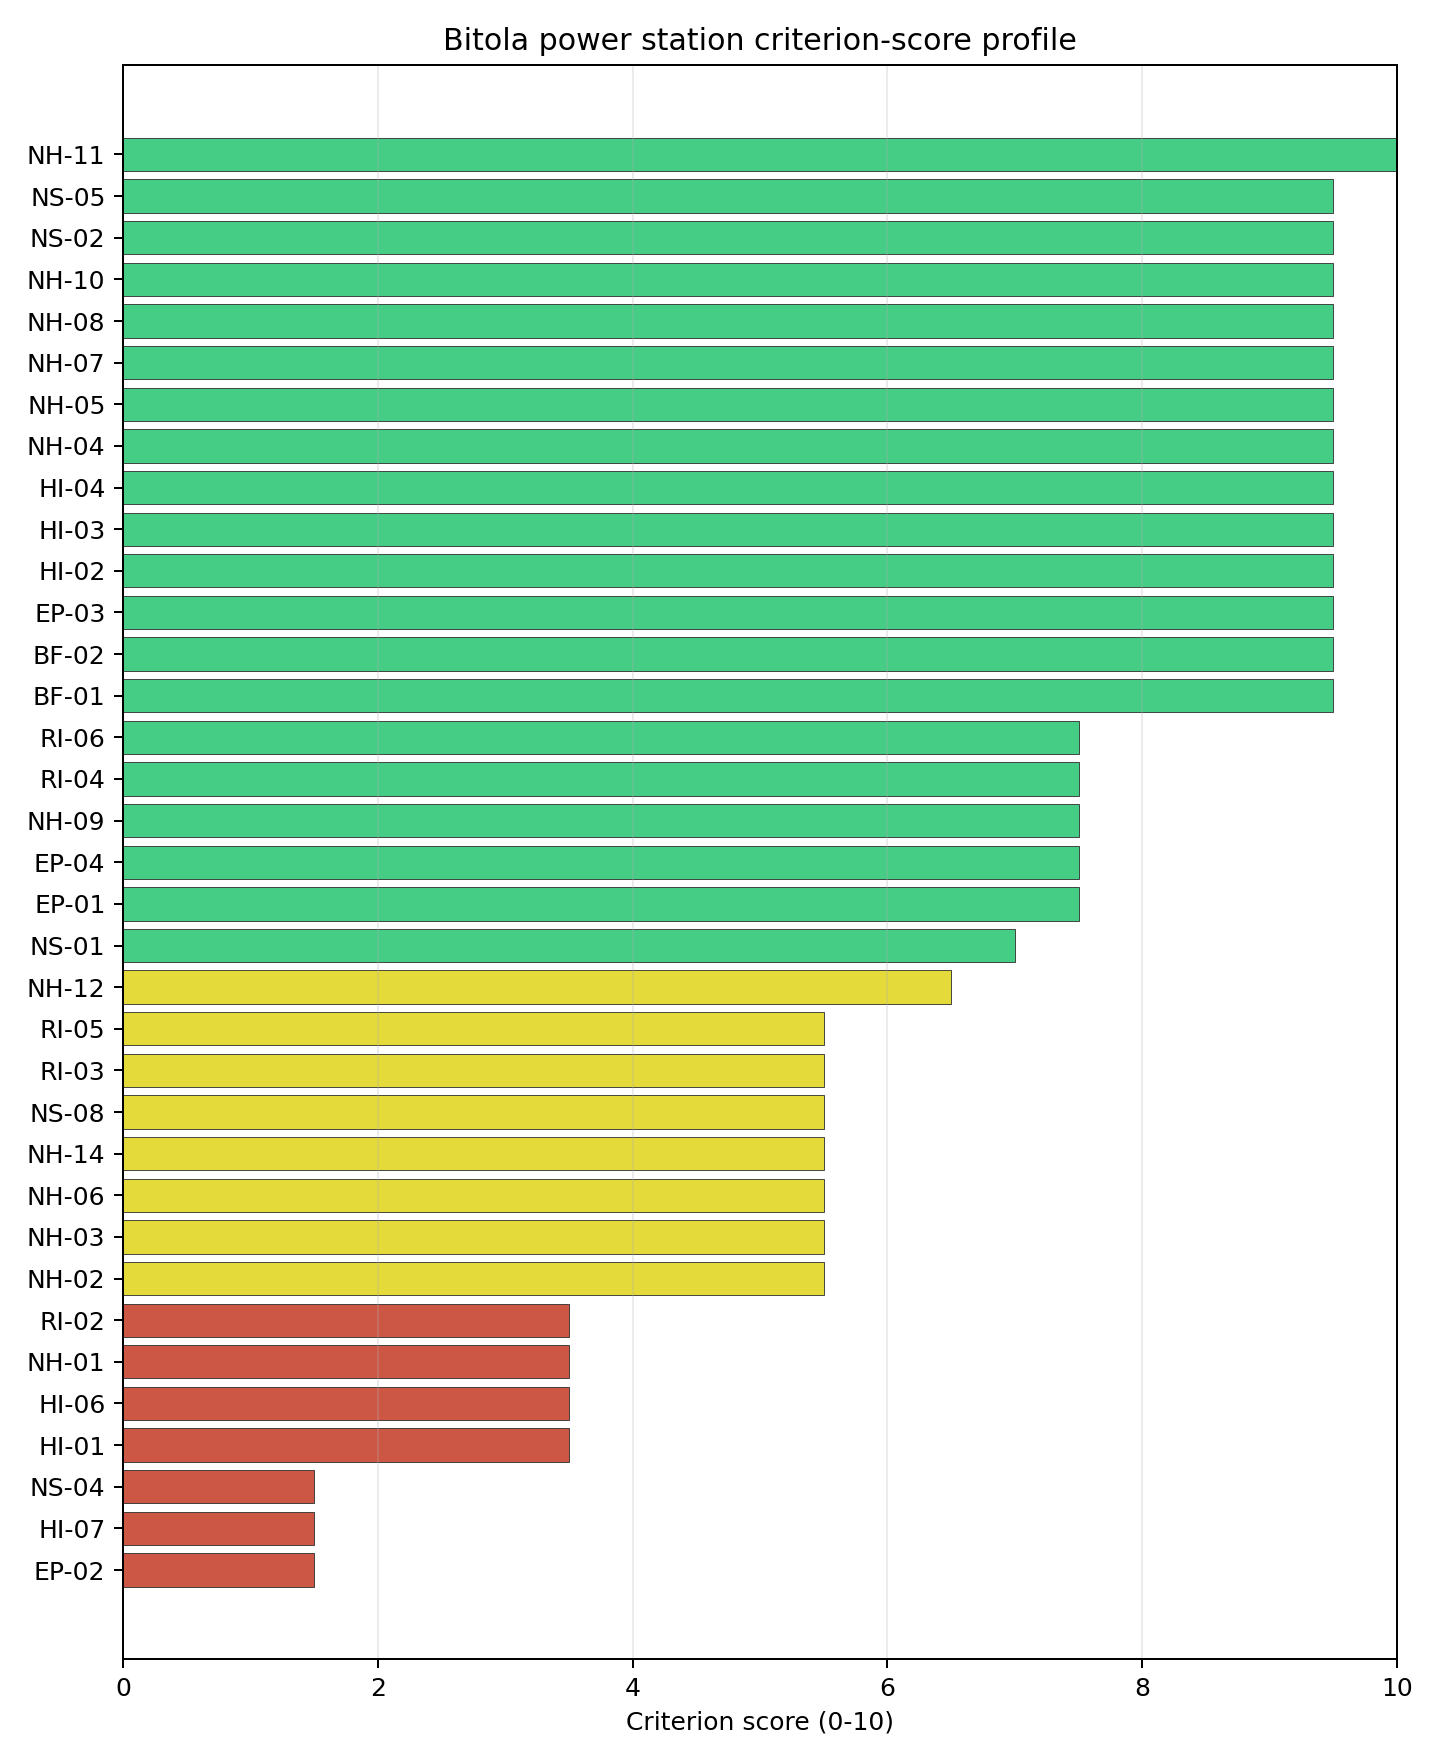 Bitola power station criterion-score profile
NH-11
NS-05
NS-02
NH-10
NH-08
NH-07
NH-05
NH-04
HI-04
HI-03
HI-02
EP-03
BF-02
BF-01
RI-06
RI-04
NH-09
EP-04
EP-01
NS-01
NH-12
RI-05
RI-03
NS-08
NH-14
NH-06
NH-03
NH-02
RI-02
NH-01
HI-06
HI-01
NS-04
HI-07
EP-02
0 2 4 6 8 10
Criterion score (0-10)